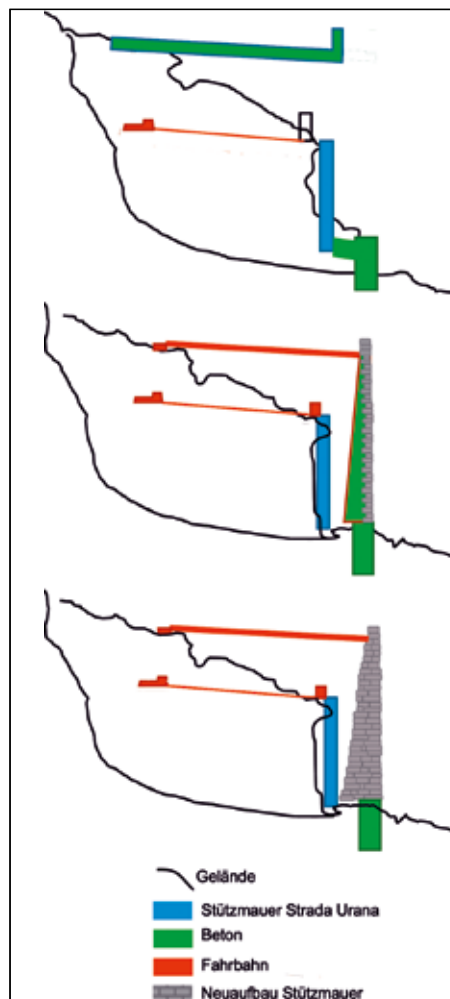 Gelände
Stützmauer Strada Urana
Beton
Fahrbahn
Neuaufbau Stützmauer